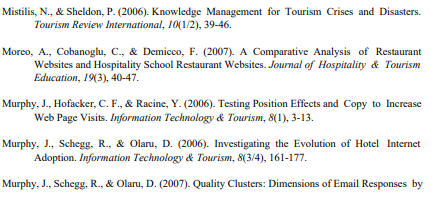 Mistilis, N., & Sheldon, P. (2006). Knowledge Management for Tourism Crises and Disasters.
Tourism Review International, 10(1/2), 39-46.
Moreo, A., Cobanoglu, C., & Demicco, F. (2007). A Comparative Analysis of Restaurant
Websites and Hospitality School Restaurant Websites. Journal of Hospitality & Tourism
Education, 19(3), 40-47.
Murphy, J., Hofacker, C. F., & Racine, Y. (2006). Testing Position Effects and Copy to Increase
Web Page Visits. Information Technology & Tourism, 8(1), 3-13.
Murphy, J., Schegg, R., & Olaru, D. (2006). Investigating the Evolution of Hotel Internet
Adoption. Information Technology & Tourism, 8(3/4), 161-177.
Murphy, J., Schegg, R., & Olaru, D. (2007). Quality Clusters: Dimensions of Email Responses by